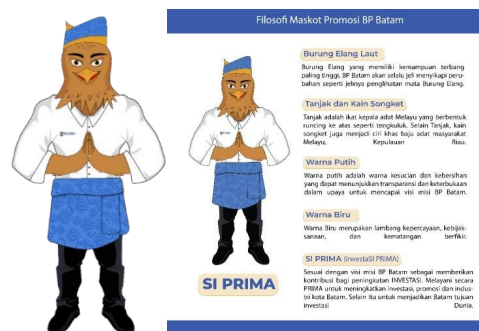 Filosofi Maskot Promosi BP Batam
Burung Elang Laut
Burung Elang yang memiliki kemampuan terbang
paling tinggi, BP Batam akan selalu jeli menyikapi peru-
bahan seperti jelinya penglihatan mata Burung Elang.
Tanjak dan Kain Songket
Tanjak adalah ikat kepala adat Melayu yang berbentuk
runcing ke atas seperti tengkuluk. Selain Tanjak, kain
songket juga menjadi ciri khas baju adat masyarakat
Melayu, Kepulauan Riau.
Warna Putih
Warna putih adalah warna kesucian dan kebersihan
yang dapat menunjukkan transparansi dan keterbukaan
dalam upaya untuk mencapai visi misi BP Batam.
Warna Biru
Warna Biru merupakan lambang kepercayaan, kebijak-
sanaan, dan kematangan berfikir.
SI PRIMA (InvestaSI PRIMA)
Sesuai dengan visi misi BP Batam sebagai memberikan
kontribusi bagi peningkatan INVESTASI. Melayani secara
PRIMA untuk meningkatkan investasi, promosi dan indus-
tri kota Batam. Selain itu untuk menjadikan Batam tujuan
investasi Dunia.
SI PRIMA